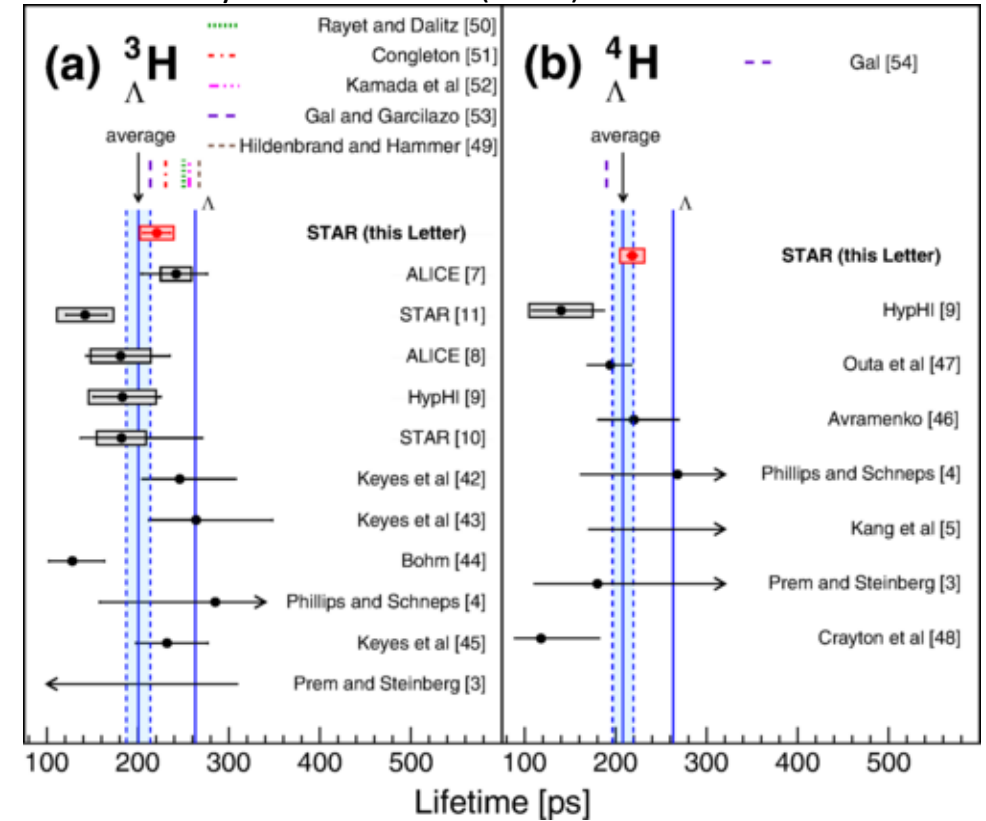 Rayet and Dalitz [50]
Congleton [51]
Kamada et al [52]
Gal and Garcilazo [53]
Hildenbrand and Hammer [49]
(a) ³H
Λ
average
Λ
STAR (this Letter)
ALICE [7]
STAR [11]
ALICE [8]
HypHI [9]
STAR [10]
Keyes et al [42]
Keyes et al [43]
Bohm [44]
Phillips and Schneps [4]
Keyes et al [45]
Prem and Steinberg [3]
100 200 300 400 500
(b) ⁴H
Λ
Gal [54]
average
Λ
STAR (this Letter)
HypHI [9]
Outa et al [47]
Avramenko [46]
Phillips and Schneps [4]
Kang et al [5]
Prem and Steinberg [3]
Crayton et al [48]
100 200 300 400 500
Lifetime [ps]